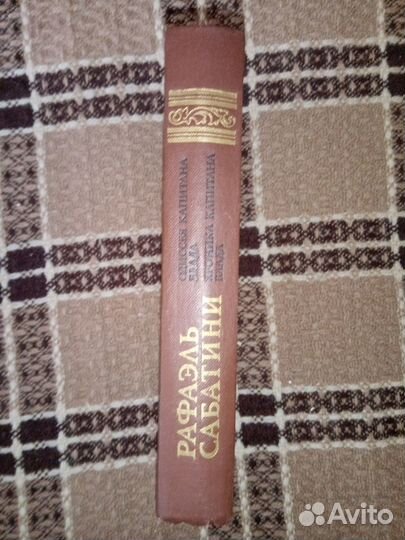 РАФАЭЛЬ
САБАТИНИ
ОДИССЕЯ КАПИТАНА
БЛАДА
ХРОНИКА КАПИТАНА
БЛАДА
Avito